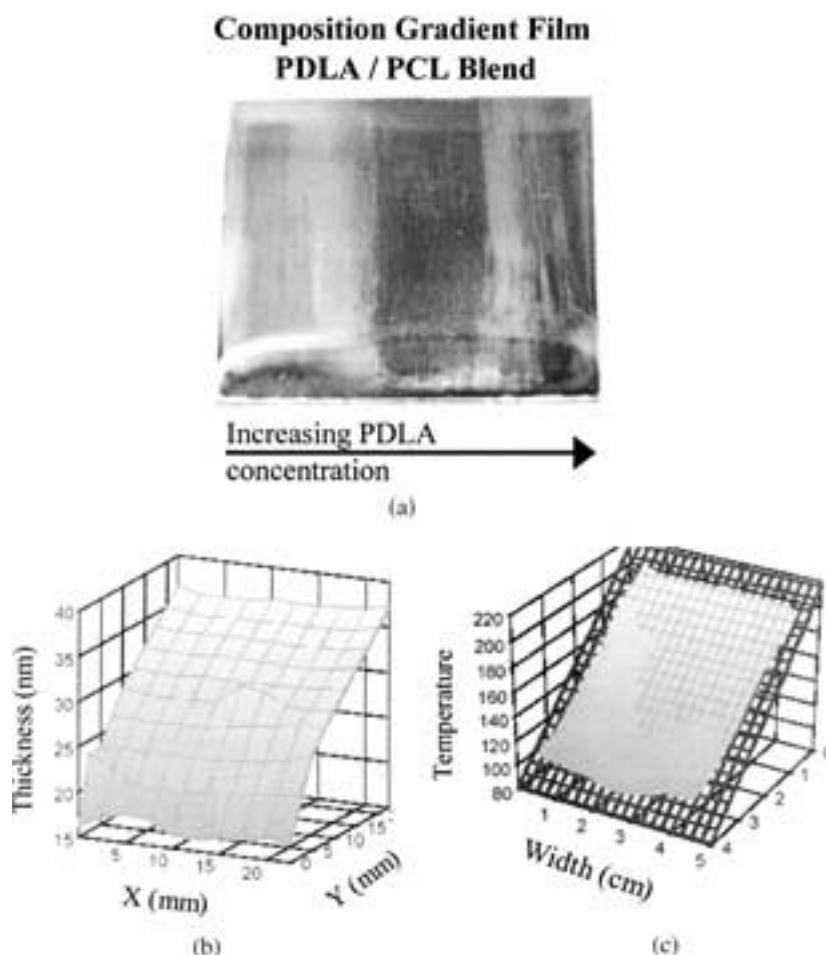 Composition Gradient Film
PDLA / PCL Blend
Increasing PDLA
concentration
(a)
40
35
30
25
20
15
Thickness (nm)
5
10
15
20
X (mm)
0
5
10
15
Y (mm)
(b)
220
200
180
160
140
120
100
80
Temperature
1
2
3
4
5
Width (cm)
4
3
2
1
(c)